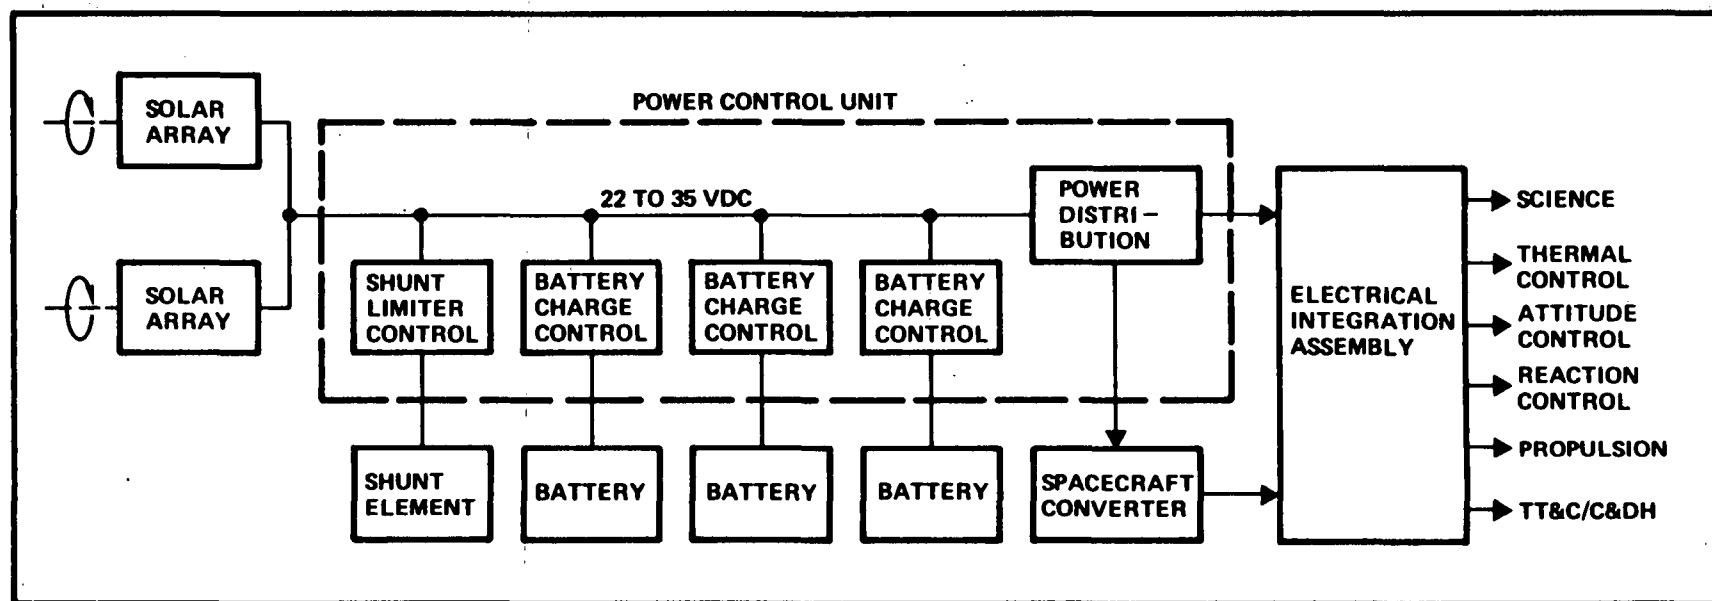 POWER CONTROL UNIT
SOLAR
ARRAY
SOLAR
ARRAY
22 TO 35 VDC
SHUNT
LIMITER
CONTROL
BATTERY
CHARGE
CONTROL
BATTERY
CHARGE
CONTROL
BATTERY
CHARGE
CONTROL
POWER
DISTRI –
BUTION
SHUNT
ELEMENT
BATTERY
BATTERY
BATTERY
SPACECRAFT
CONVERTER
ELECTRICAL
INTEGRATION
ASSEMBLY
SCIENCE
THERMAL
CONTROL
ATTITUDE
CONTROL
REACTION
CONTROL
PROPULSION
TT&C/C&DH